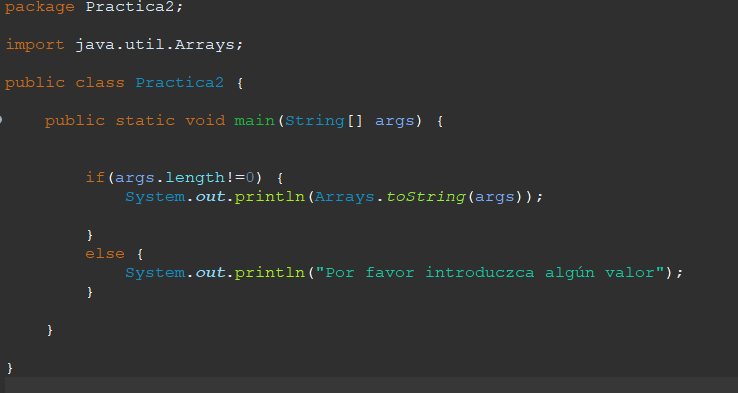 package Practica2;
import java.util.Arrays;
public class Practica2 {
public static void main(String[] args) {
if(args.length!=0) {
System.out.println(Arrays.toString(args));
}
else {
System.out.println("Por favor introduczca algún valor");
}
}
}